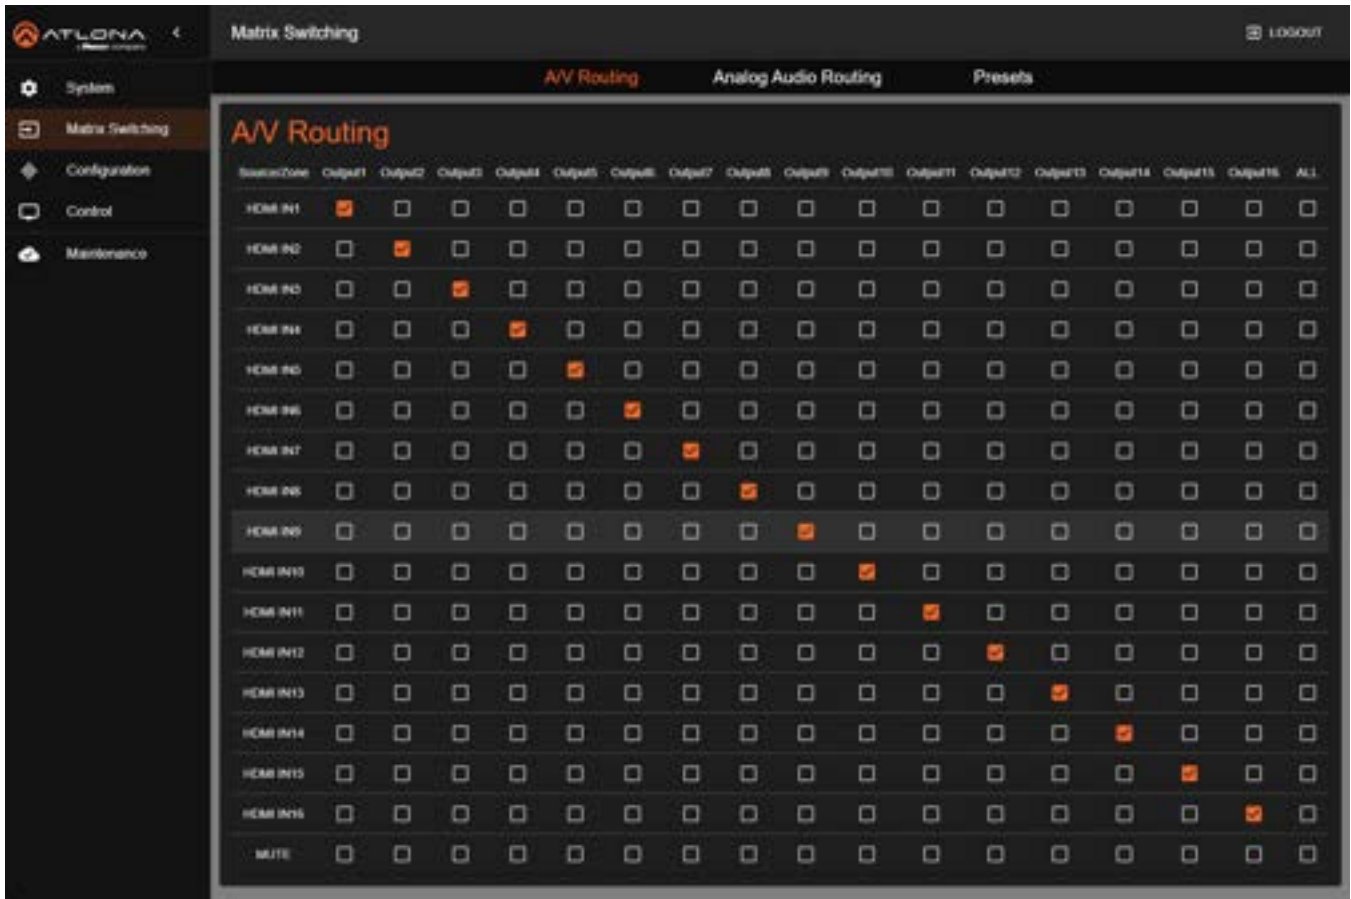 ATLONA
Matrix Switching
LOGOUT
System
Matrix Switching
Configuration
Control
Maintenance
A/V Routing Analog Audio Routing Presets
A/V Routing
Source/Zone Output1 Output2 Output3 Output4 Output5 Output6 Output7 Output8 Output9 Output10 Output11 Output12 Output13 Output14 Output15 Output16 ALL
HDMI IN1
HDMI IN2
HDMI IN3
HDMI IN4
HDMI IN5
HDMI IN6
HDMI IN7
HDMI IN8
HDMI IN9
HDMI IN10
HDMI IN11
HDMI IN12
HDMI IN13
HDMI IN14
HDMI IN15
HDMI IN16
MUTE